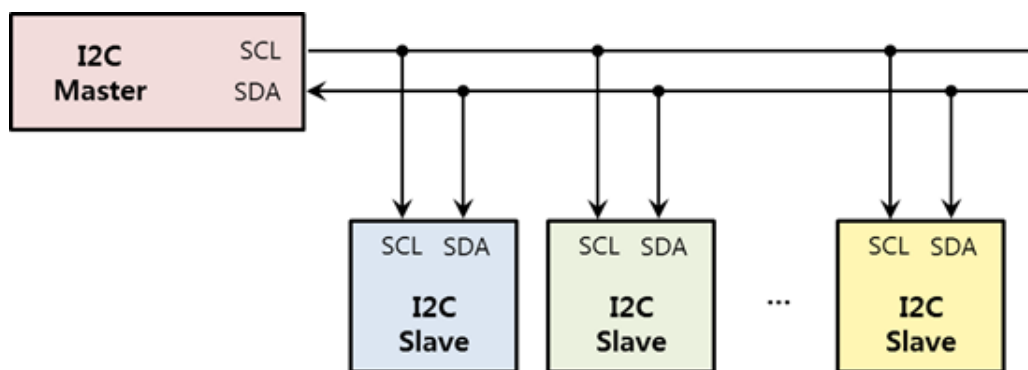 I2C
Master
SCL
SDA
SCL SDA
I2C
Slave
SCL SDA
I2C
Slave
...
SCL SDA
I2C
Slave